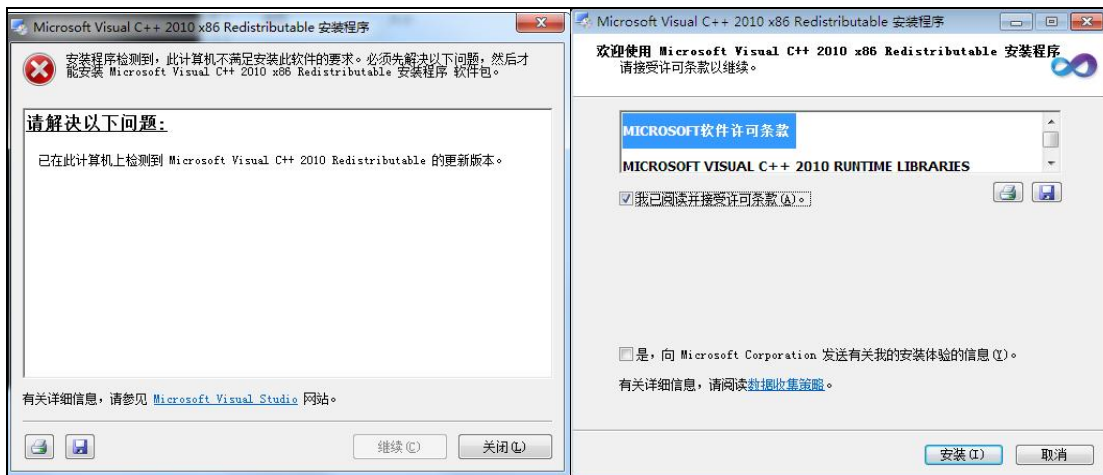 Microsoft Visual C++ 2010 x86 Redistributable 安装程序
安装程序检测到，此计算机不满足安装此软件的要求。必须先解决以下问题，然后才
能安装 Microsoft Visual C++ 2010 x86 Redistributable 安装程序 软件包。
请解决以下问题:
已在此计算机上检测到 Microsoft Visual C++ 2010 Redistributable 的更新版本。
有关详细信息，请参见 Microsoft Visual Studio 网站。
继续(C)
关闭(L)
Microsoft Visual C++ 2010 x86 Redistributable 安装程序
欢迎使用 Microsoft Visual C++ 2010 x86 Redistributable 安装程序
请接受许可条款以继续。
MICROSOFT软件许可条款
MICROSOFT VISUAL C++ 2010 RUNTIME LIBRARIES
我已阅读并接受许可条款(A)。
是，向 Microsoft Corporation 发送有关我的安装体验的信息(Y)。
有关详细信息，请阅读数据收集策略。
安装(I)
取消